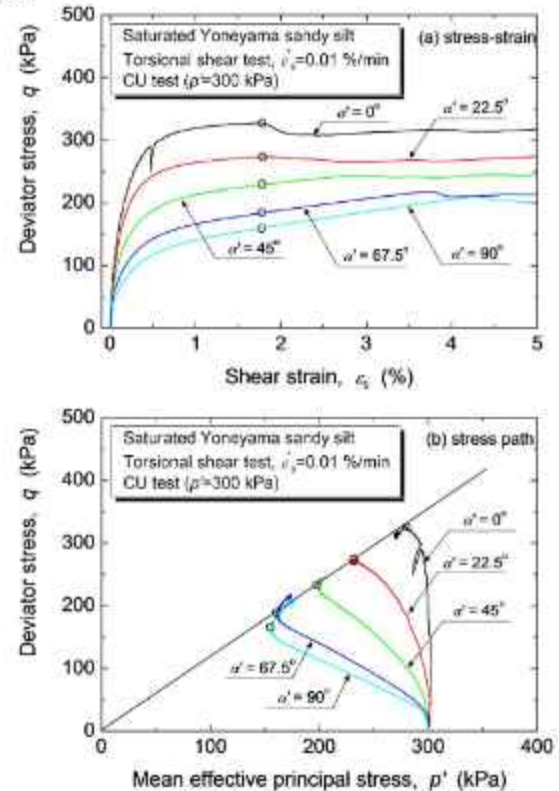 500
Saturated Yoneyama sandy silt
(a) stress-strain
Torsional shear test, ε̇s=0.01 %/min
CU test (p'=300 kPa)
400
α' = 0°
α' = 22.5°
300
200
100
α' = 45°
α' = 67.5°
α' = 90°
0
0 1 2 3 4 5
Deviator stress, q (kPa)
Shear strain, εs (%)
500
Saturated Yoneyama sandy silt
(b) stress path
Torsional shear test, ε̇s=0.01 %/min
CU test (p'=300 kPa)
400
α' = 0°
300
α' = 22.5°
200
α' = 45°
100
α' = 67.5°
α' = 90°
0
0 100 200 300 400
Deviator stress, q (kPa)
Mean effective principal stress, p' (kPa)